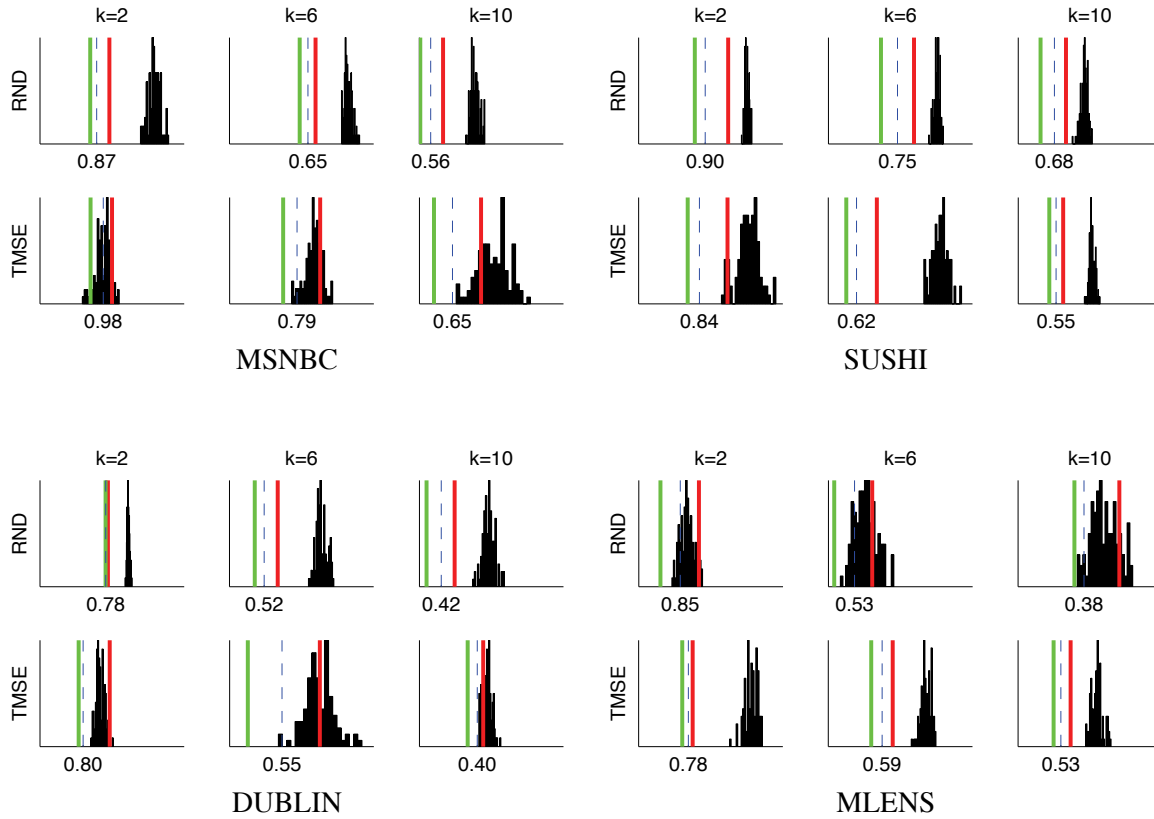 k=2 k=6 k=10 k=2 k=6 k=10
RND RND
0.87 0.65 0.56 0.90 0.75 0.68
TMSE TMSE
0.98 0.79 0.65 0.84 0.62 0.55
MSNBC SUSHI
k=2 k=6 k=10 k=2 k=6 k=10
RND RND
0.78 0.52 0.42 0.85 0.53 0.38
TMSE TMSE
0.80 0.55 0.40 0.78 0.59 0.53
DUBLIN MLENS